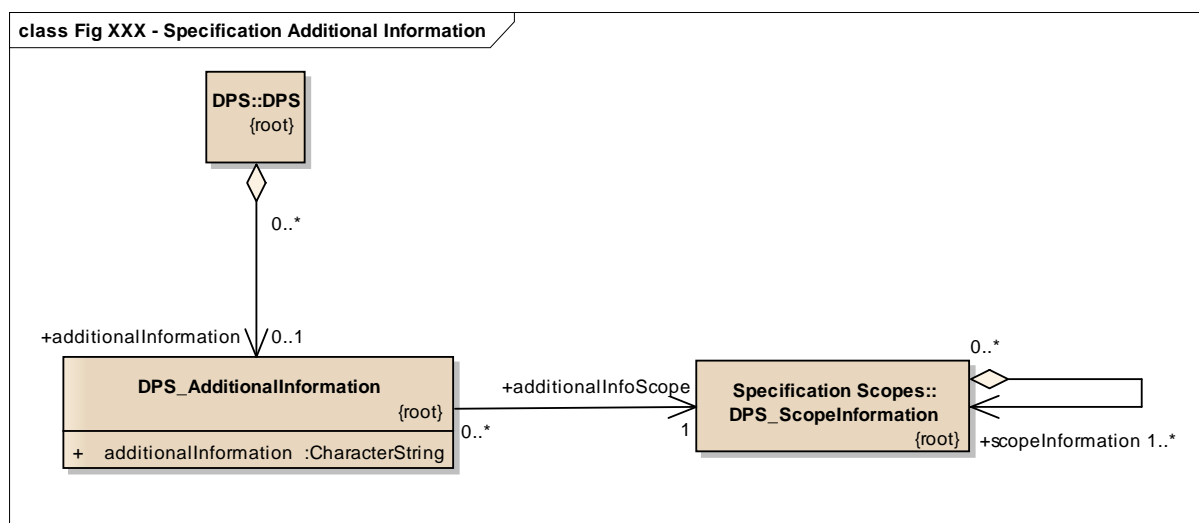 class Fig XXX - Specification Additional Information
DPS::DPS
{root}
0..*
+additionalInformation 0..1
DPS_AdditionalInformation
{root}
+ additionalInformation :CharacterString
+additionalInfoScope
0..*
1
0..*
Specification Scopes::
DPS_ScopeInformation
{root}
+scopeInformation 1..*